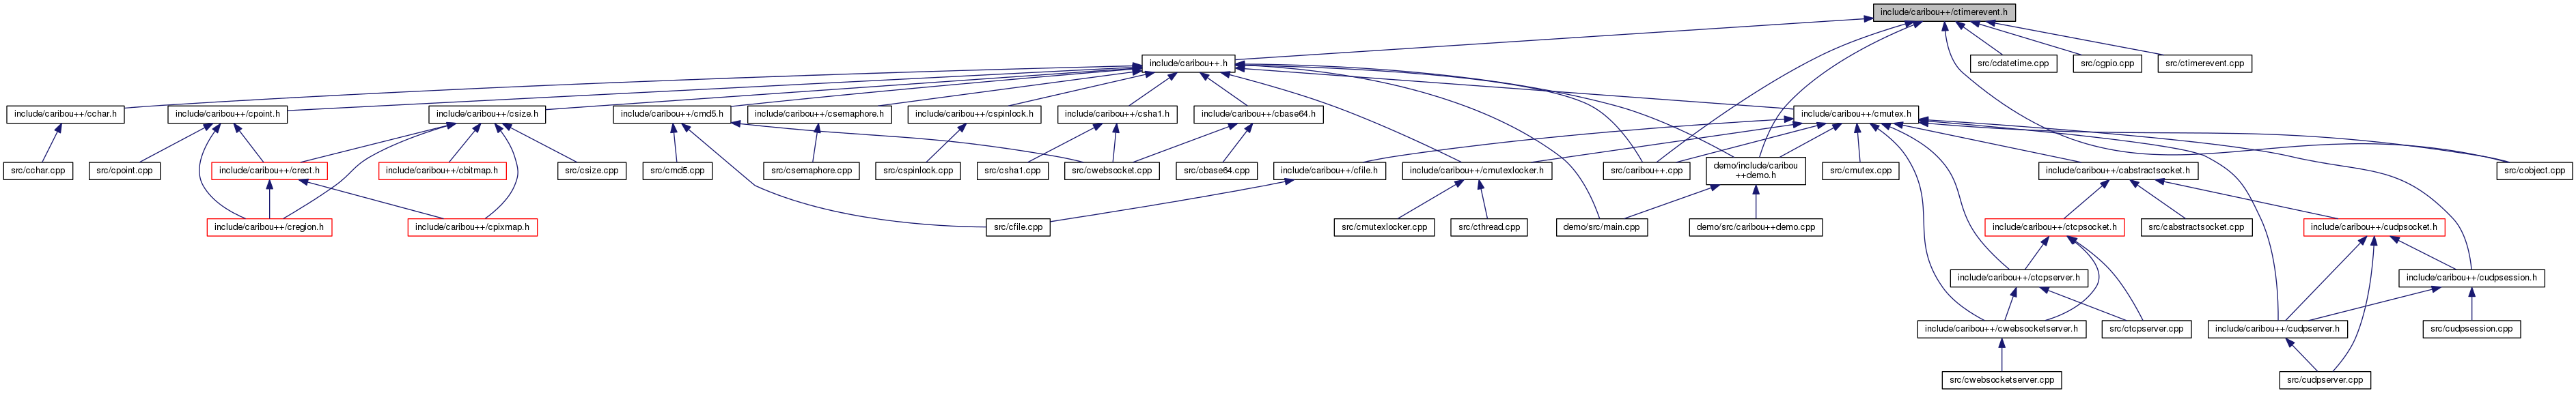 include/caribou++/ctimerevent.h
include/caribou++.h
src/cdatetime.cpp
src/cgpio.cpp
src/ctimerevent.cpp
include/caribou++/cchar.h
include/caribou++/cpoint.h
include/caribou++/csize.h
include/caribou++/cmd5.h
include/caribou++/csemaphore.h
include/caribou++/cspinlock.h
include/caribou++/csha1.h
include/caribou++/cbase64.h
include/caribou++/cmutex.h
src/cchar.cpp
src/cpoint.cpp
include/caribou++/crect.h
include/caribou++/cbitmap.h
src/csize.cpp
src/cmd5.cpp
src/csemaphore.cpp
src/cspinlock.cpp
src/csha1.cpp
src/cwebsocket.cpp
src/cbase64.cpp
include/caribou++/cfile.h
include/caribou++/cmutexlocker.h
src/caribou++.cpp
demo/include/caribou
++demo.h
src/cmutex.cpp
include/caribou++/cabstractsocket.h
src/cobject.cpp
include/caribou++/cregion.h
include/caribou++/cpixmap.h
src/cfile.cpp
src/cmutexlocker.cpp
src/cthread.cpp
demo/src/main.cpp
demo/src/caribou++demo.cpp
include/caribou++/ctcpsocket.h
src/cabstractsocket.cpp
include/caribou++/cudpsocket.h
include/caribou++/ctcpserver.h
include/caribou++/cudpsession.h
include/caribou++/cwebsocketserver.h
src/ctcpserver.cpp
include/caribou++/cudpserver.h
src/cudpsession.cpp
src/cwebsocketserver.cpp
src/cudpserver.cpp